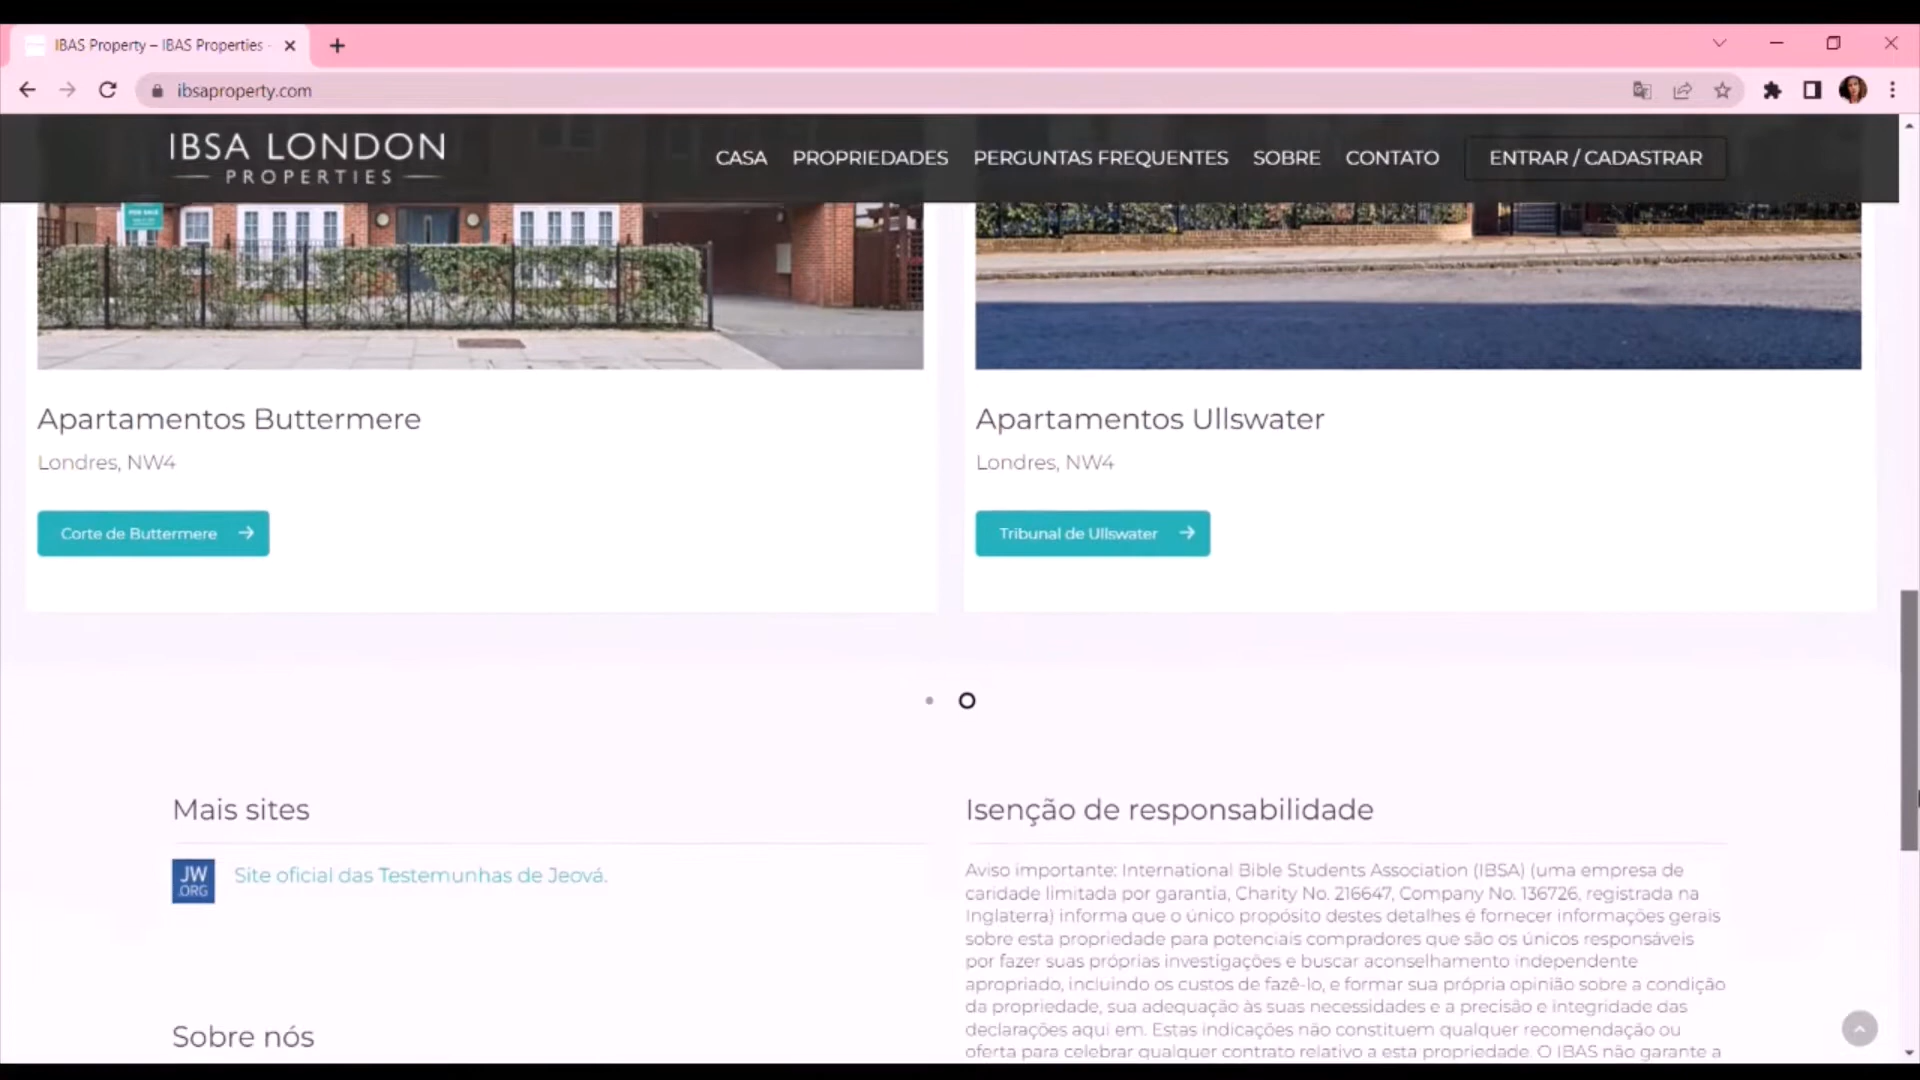 IBAS Property – IBAS Properties -
ibsaproperty.com
IBSA LONDON
PROPERTIES
CASA PROPRIEDADES PERGUNTAS FREQUENTES SOBRE CONTATO ENTRAR / CADASTRAR
FOR SALE
Apartamentos Buttermere
Londres, NW4
Corte de Buttermere
Apartamentos Ullswater
Londres, NW4
Tribunal de Ullswater
Mais sites
JW
.ORG
Site oficial das Testemunhas de Jeová.
Sobre nós
Isenção de responsabilidade
Aviso importante: International Bible Students Association (IBSA) (uma empresa de
caridade limitada por garantia, Charity No. 216647, Company No. 136726, registrada na
Inglaterra) informa que o único propósito destes detalhes é fornecer informações gerais
sobre esta propriedade para potenciais compradores que são os únicos responsáveis
por fazer suas próprias investigações e buscar aconselhamento independente
apropriado, incluindo os custos de fazê-lo, e formar sua própria opinião sobre a condição
da propriedade, sua adequação às suas necessidades e a precisão e integridade das
declarações aqui em. Estas indicações não constituem qualquer recomendação ou
oferta para celebrar qualquer contrato relativo a esta propriedade. O IBAS não garante a